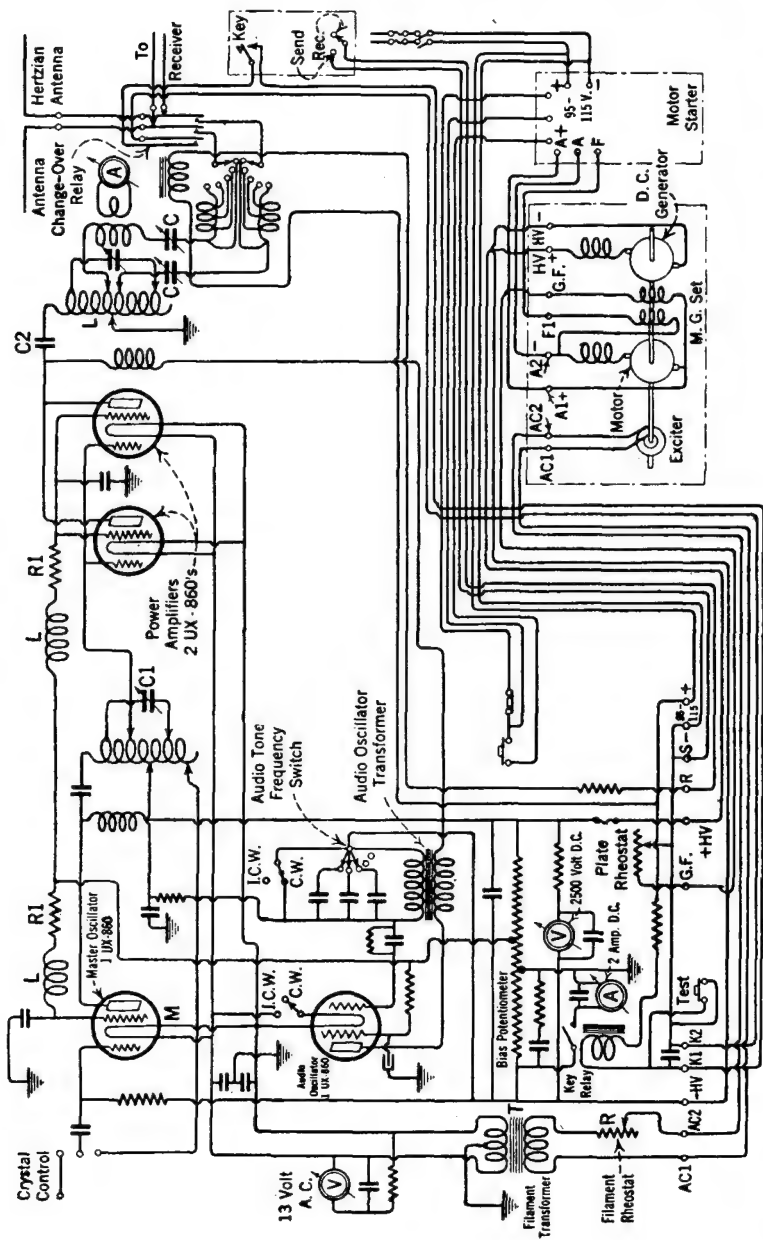 Crystal
Control
L
R1
Master Oscillator
1 UX-860
M
L
R1
C1
Power
Amplifiers
2 UX-860's
C2
L
C
C
A
Antenna
Change-Over
Relay
Hertzian
Antenna
To
Receiver
Key
Send
Rec.
13 Volt
A.C.
V
I.C.W.
C.W.
Audio
Oscillator
1 UX-860
I.C.W.
C.W.
Audio Tone
Frequency
Switch
Audio Oscillator
Transformer
Filament
Transformer
T
R
Filament
Rheostat
Bias Potentiometer
Key
Relay
A
2 Amp. D.C.
V
2500 Volt D.C.
Plate
Rheostat
Test
AC1
AC2
-HV
K1
K2
G.F.
+HV
R
S-
115
+
Exciter
Motor
M.G. Set
D.C.
Generator
AC1
AC2
A1+
A2-
F1
G.F.
HV+
HV-
A+
A
F
+
95-
115 V.
-
Motor
Starter